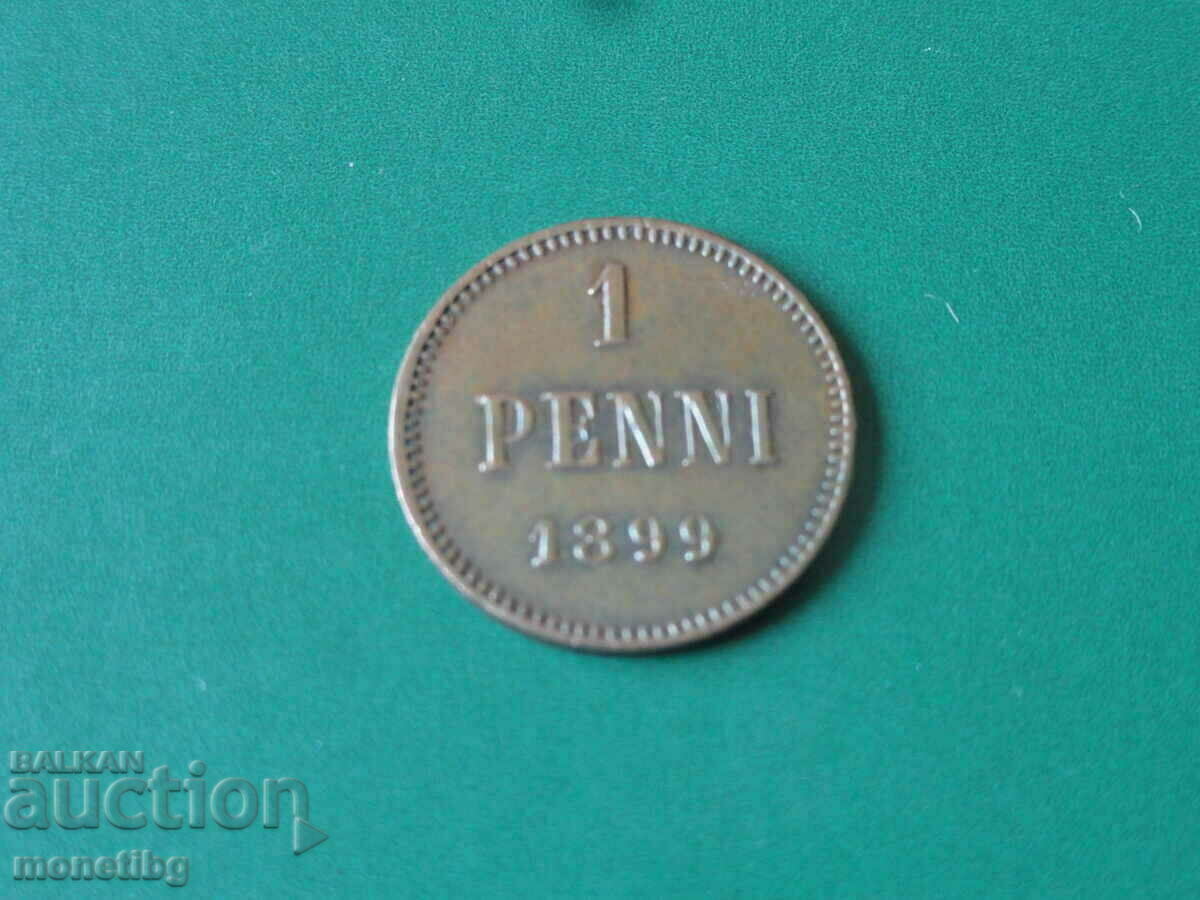 1
PENNI
1899
BALKAN
auction
monetibg